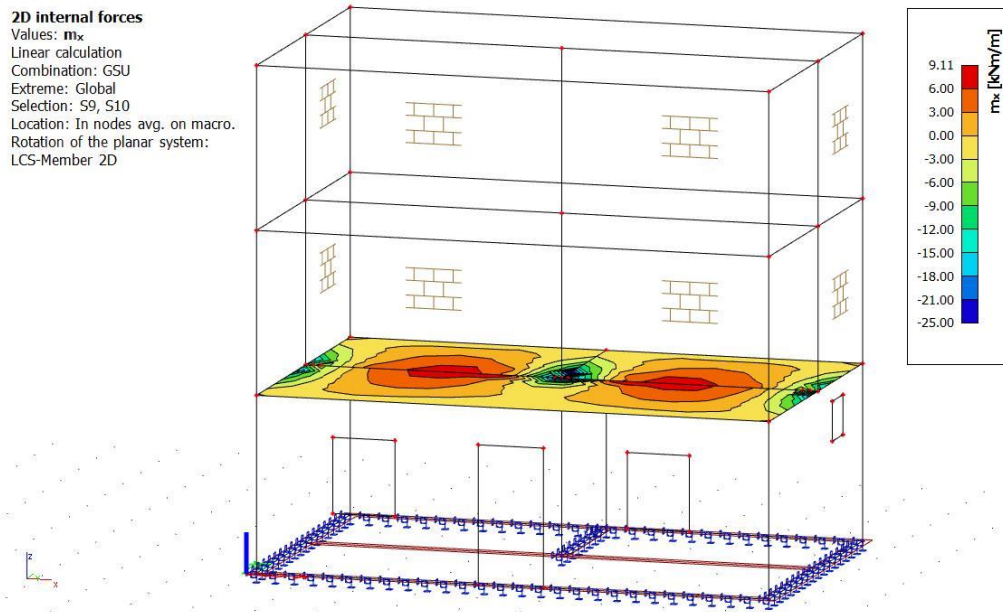 2D internal forces
Values: mx
Linear calculation
Combination: GSU
Extreme: Global
Selection: S9, S10
Location: In nodes avg. on macro.
Rotation of the planar system:
LCS-Member 2D
mx [kNm/m]
9.11
6.00
3.00
0.00
-3.00
-6.00
-9.00
-12.00
-15.00
-18.00
-21.00
-25.00
z
x